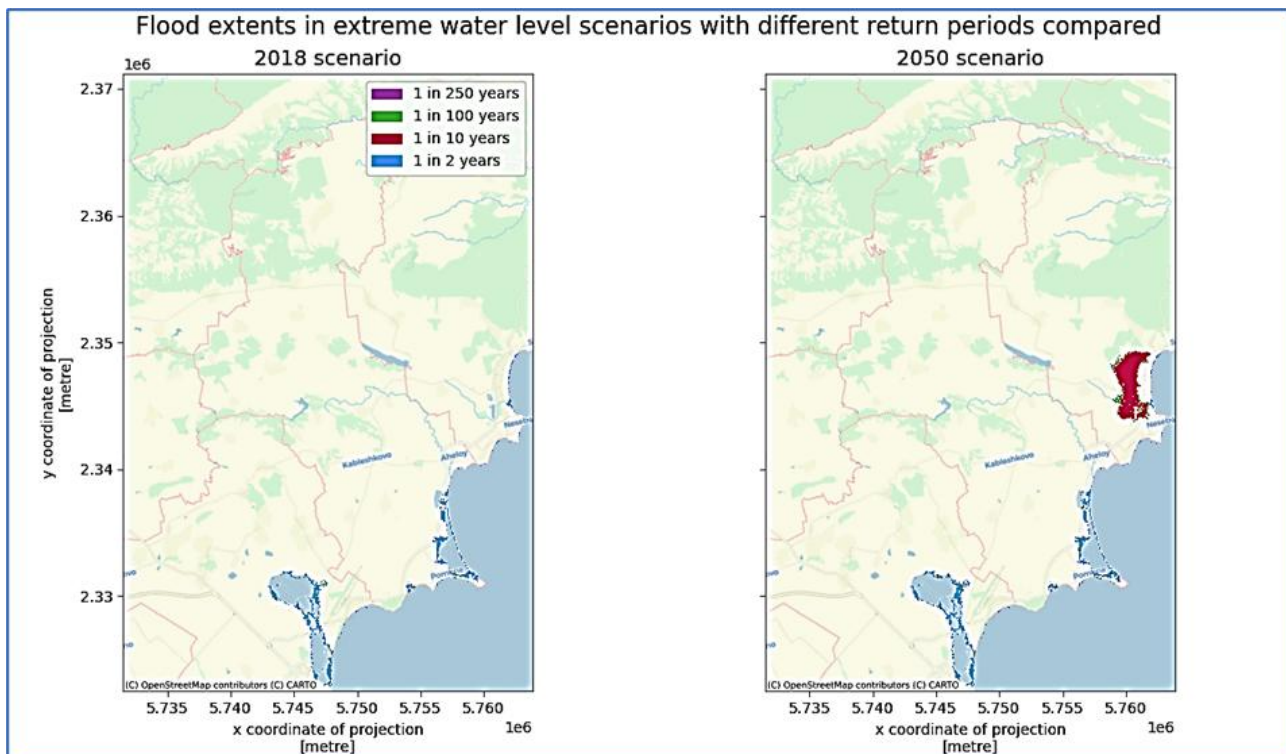 Flood extents in extreme water level scenarios with different return periods compared
2018 scenario
1e6
1 in 250 years
1 in 100 years
1 in 10 years
1 in 2 years
2.37
2.36
2.35
2.34
2.33
y coordinate of projection
[metre]
Kableshkovo
Aheloy
(C) OpenStreetMap contributors (C) CARTO
5.735 5.740 5.745 5.750 5.755 5.760
1e6
x coordinate of projection
[metre]
2050 scenario
Kableshkovo
Aheloy
(C) OpenStreetMap contributors (C) CARTO
5.735 5.740 5.745 5.750 5.755 5.760
1e6
x coordinate of projection
[metre]